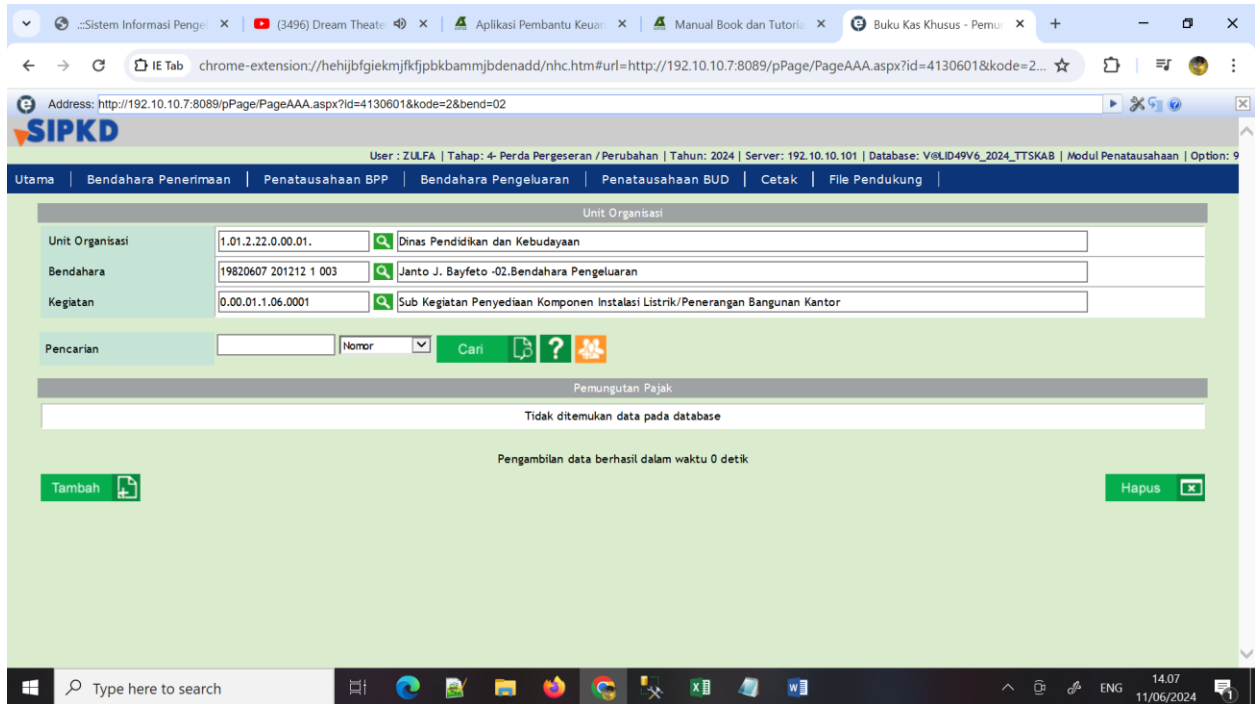 .::Sistem Informasi Pengel
(3496) Dream Theate
Aplikasi Pembantu Keuan
Manual Book dan Tutoria
Buku Kas Khusus - Pemu
IE Tab chrome-extension://hehijbfgiekmjfkfjpbkbammjbdenadd/nhc.htm#url=http://192.10.10.7:8089/pPage/PageAAA.aspx?id=4130601&kode=2...
Address: http://192.10.10.7:8089/pPage/PageAAA.aspx?id=4130601&kode=2&bend=02
SIPKD
User : ZULFA | Tahap: 4- Perda Pergeseran / Perubahan | Tahun: 2024 | Server: 192.10.10.101 | Database: V@LID49V6_2024_TTSKAB | Modul Penatausahaan | Option: 9
Utama | Bendahara Penerimaan | Penatausahaan BPP | Bendahara Pengeluaran | Penatausahaan BUD | Cetak | File Pendukung |
Unit Organisasi
Unit Organisasi 1.01.2.22.0.00.01. Dinas Pendidikan dan Kebudayaan
Bendahara 19820607 201212 1 003 Janto J. Bayfeto -02.Bendahara Pengeluaran
Kegiatan 0.00.01.1.06.0001 Sub Kegiatan Penyediaan Komponen Instalasi Listrik/Penerangan Bangunan Kantor
Pencarian Nomor Cari ?
Pemungutan Pajak
Tidak ditemukan data pada database
Pengambilan data berhasil dalam waktu 0 detik
Tambah Hapus
Type here to search
ENG
14.07
11/06/2024
1